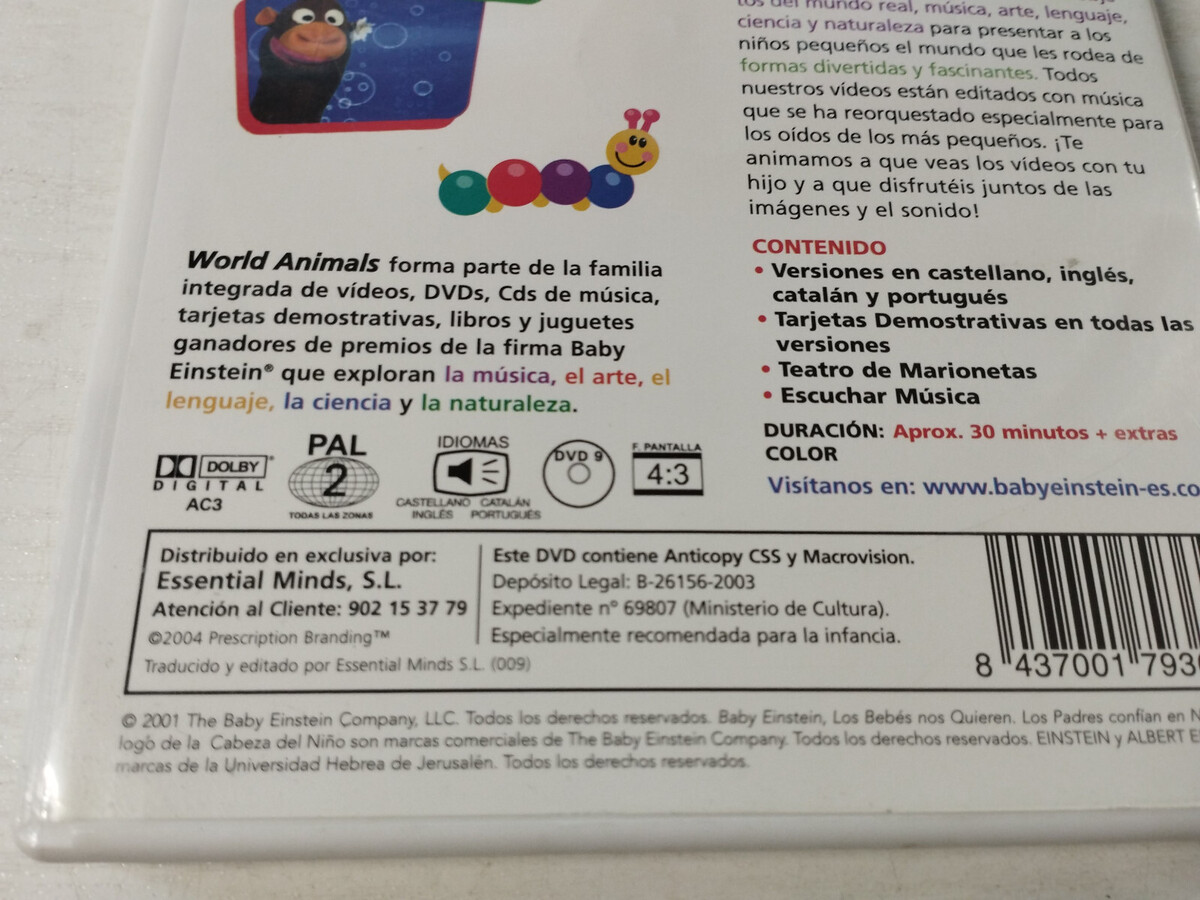 tos del mundo real, música, arte, lenguaje,
ciencia y naturaleza para presentar a los
niños pequeños el mundo que les rodea de
formas divertidas y fascinantes. Todos
nuestros vídeos están editados con música
que se ha reorquestado especialmente para
los oídos de los más pequeños. ¡Te
animamos a que veas los vídeos con tu
hijo y a que disfrutéis juntos de las
imágenes y el sonido!
World Animals forma parte de la familia
integrada de vídeos, DVDs, Cds de música,
tarjetas demostrativas, libros y juguetes
ganadores de premios de la firma Baby
Einstein® que exploran la música, el arte, el
lenguaje, la ciencia y la naturaleza.
CONTENIDO
• Versiones en castellano, inglés,
catalán y portugués
• Tarjetas Demostrativas en todas las
versiones
• Teatro de Marionetas
• Escuchar Música
DURACIÓN: Aprox. 30 minutos + extras
COLOR
Visítanos en: www.babyeinstein-es.co
DOLBY
DIGITAL
AC3
PAL
2
TODAS LAS ZONAS
IDIOMAS
CASTELLANO CATALÁN
INGLÉS PORTUGUÉS
DVD 9
F. PANTALLA
4:3
Distribuido en exclusiva por:
Essential Minds, S.L.
Atención al Cliente: 902 15 37 79
©2004 Prescription Branding™
Traducido y editado por Essential Minds S.L. (009)
Este DVD contiene Anticopy CSS y Macrovision.
Depósito Legal: B-26156-2003
Expediente nº 69807 (Ministerio de Cultura).
Especialmente recomendada para la infancia.
8 437001 793
© 2001 The Baby Einstein Company, LLC. Todos los derechos reservados. Baby Einstein, Los Bebés nos Quieren. Los Padres confían en N
logo de la Cabeza del Niño son marcas comerciales de The Baby Einstein Company. Todos los derechos reservados. EINSTEIN y ALBERT E
marcas de la Universidad Hebrea de Jerusalén. Todos los derechos reservados.